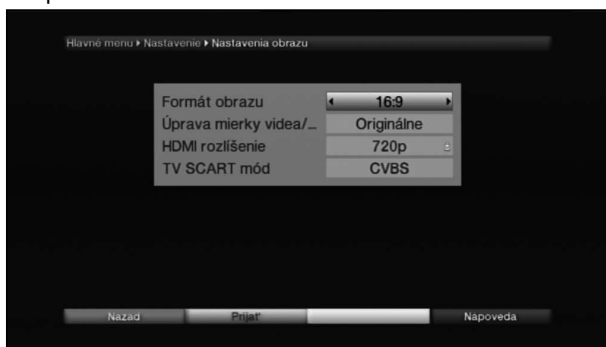 Hlavné menu ▸ Nastavenie ▸ Nastavenia obrazu
Formát obrazu 16:9
Úprava mierky videa/... Originálne
HDMI rozlíšenie 720p
TV SCART mód CVBS
Nazad Prijať Napoveda